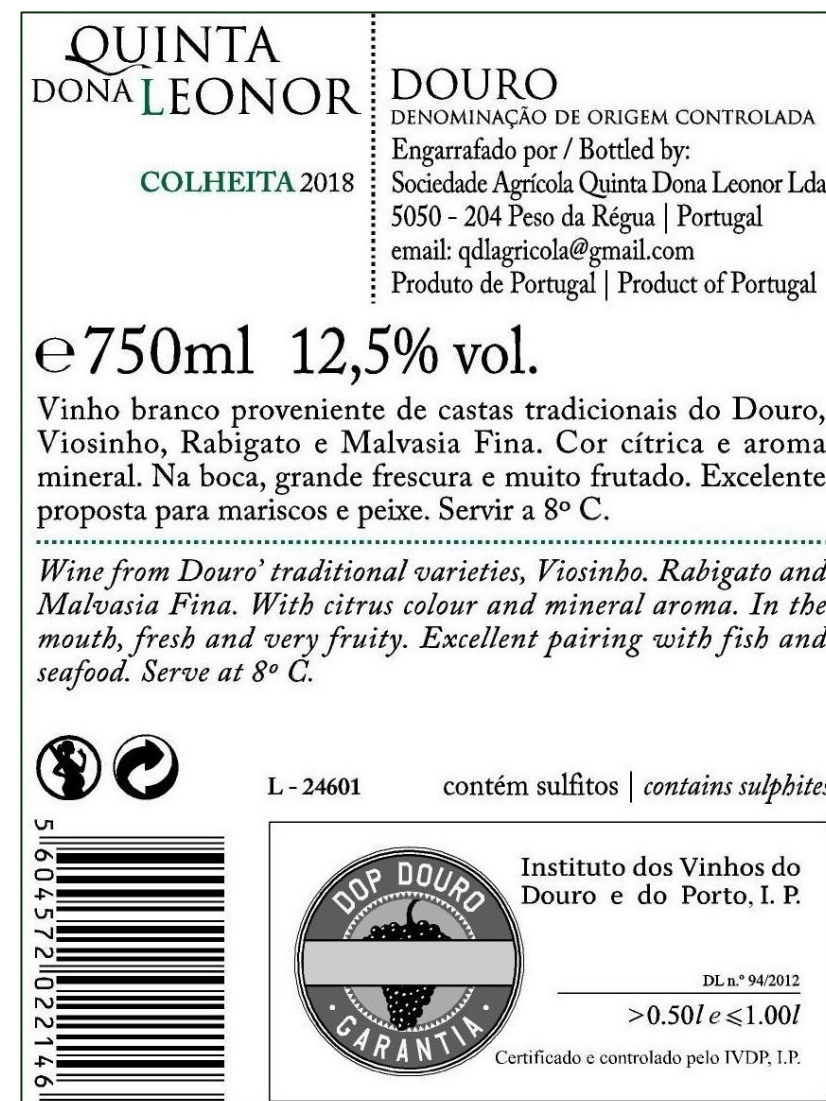 QUINTA
DONA LEONOR
COLHEITA 2018
DOURO
DENOMINAÇÃO DE ORIGEM CONTROLADA
Engarrafado por / Bottled by:
Sociedade Agrícola Quinta Dona Leonor Lda
5050 - 204 Peso da Régua | Portugal
email: qdlagricola@gmail.com
Produto de Portugal | Product of Portugal
℮ 750ml 12,5% vol.
Vinho branco proveniente de castas tradicionais do Douro,
Viosinho, Rabigato e Malvasia Fina. Cor cítrica e aroma
mineral. Na boca, grande frescura e muito frutado. Excelente
proposta para mariscos e peixe. Servir a 8º C.
Wine from Douro' traditional varieties, Viosinho. Rabigato and
Malvasia Fina. With citrus colour and mineral aroma. In the
mouth, fresh and very fruity. Excellent pairing with fish and
seafood. Serve at 8º C.
L - 24601
contém sulfitos | contains sulphites
5 604572 022146
DOP DOURO
GARANTIA
Instituto dos Vinhos do
Douro e do Porto, I. P.
DL n.º 94/2012
>0.50l e ⩽1.00l
Certificado e controlado pelo IVDP, I.P.